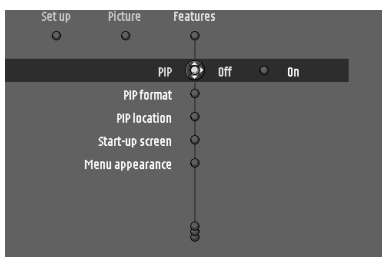 Set up Picture Features
PIP Off On
PIP format
PIP location
Start-up screen
Menu appearance